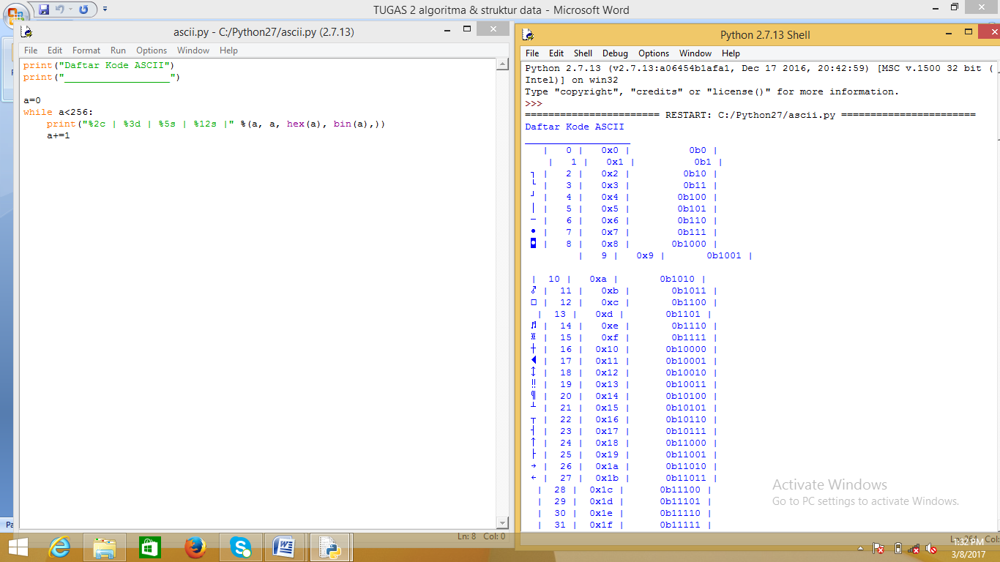 TUGAS 2 algoritma & struktur data - Microsoft Word
ascii.py - C:/Python27/ascii.py (2.7.13)
File Edit Format Run Options Window Help
print("Daftar Kode ASCII")
print("__________________")
a=0
while a<256:
    print("%2c | %3d | %5s | %12s |" %(a, a, hex(a), bin(a),))
    a+=1
Ln: 8 Col: 0
Python 2.7.13 Shell
File Edit Shell Debug Options Window Help
Python 2.7.13 (v2.7.13:a06454b1afa1, Dec 17 2016, 20:42:59) [MSC v.1500 32 bit (
Intel)] on win32
Type "copyright", "credits" or "license()" for more information.
>>>
======================= RESTART: C:/Python27/ascii.py =======================
Daftar Kode ASCII
__________________
| 0 | 0x0 | 0b0 |
| 1 | 0x1 | 0b1 |
┐ | 2 | 0x2 | 0b10 |
└ | 3 | 0x3 | 0b11 |
┘ | 4 | 0x4 | 0b100 |
│ | 5 | 0x5 | 0b101 |
─ | 6 | 0x6 | 0b110 |
• | 7 | 0x7 | 0b111 |
◘ | 8 | 0x8 | 0b1000 |
| 9 | 0x9 | 0b1001 |
| 10 | 0xa | 0b1010 |
♂ | 11 | 0xb | 0b1011 |
□ | 12 | 0xc | 0b1100 |
| 13 | 0xd | 0b1101 |
♬ | 14 | 0xe | 0b1110 |
| 15 | 0xf | 0b1111 |
┼ | 16 | 0x10 | 0b10000 |
◄ | 17 | 0x11 | 0b10001 |
↕ | 18 | 0x12 | 0b10010 |
‼ | 19 | 0x13 | 0b10011 |
¶ | 20 | 0x14 | 0b10100 |
┴ | 21 | 0x15 | 0b10101 |
┬ | 22 | 0x16 | 0b10110 |
┤ | 23 | 0x17 | 0b10111 |
↑ | 24 | 0x18 | 0b11000 |
├ | 25 | 0x19 | 0b11001 |
→ | 26 | 0x1a | 0b11010 |
← | 27 | 0x1b | 0b11011 |
| 28 | 0x1c | 0b11100 |
| 29 | 0x1d | 0b11101 |
| 30 | 0x1e | 0b11110 |
| 31 | 0x1f | 0b11111 |
Activate Windows
Go to PC settings to activate Windows.
Pa
1:32 PM
3/8/2017